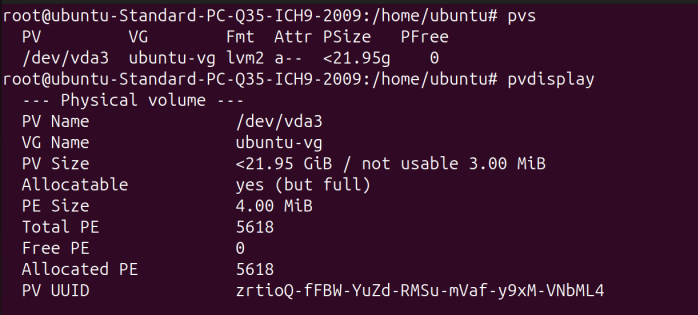 root@ubuntu-Standard-PC-Q35-ICH9-2009:/home/ubuntu# pvs
  PV         VG        Fmt  Attr PSize   PFree
  /dev/vda3  ubuntu-vg lvm2 a--  <21.95g    0
root@ubuntu-Standard-PC-Q35-ICH9-2009:/home/ubuntu# pvdisplay
  --- Physical volume ---
  PV Name               /dev/vda3
  VG Name               ubuntu-vg
  PV Size               <21.95 GiB / not usable 3.00 MiB
  Allocatable           yes (but full)
  PE Size               4.00 MiB
  Total PE              5618
  Free PE               0
  Allocated PE          5618
  PV UUID               zrtioQ-fFBW-YuZd-RMSu-mVaf-y9xM-VNbML4